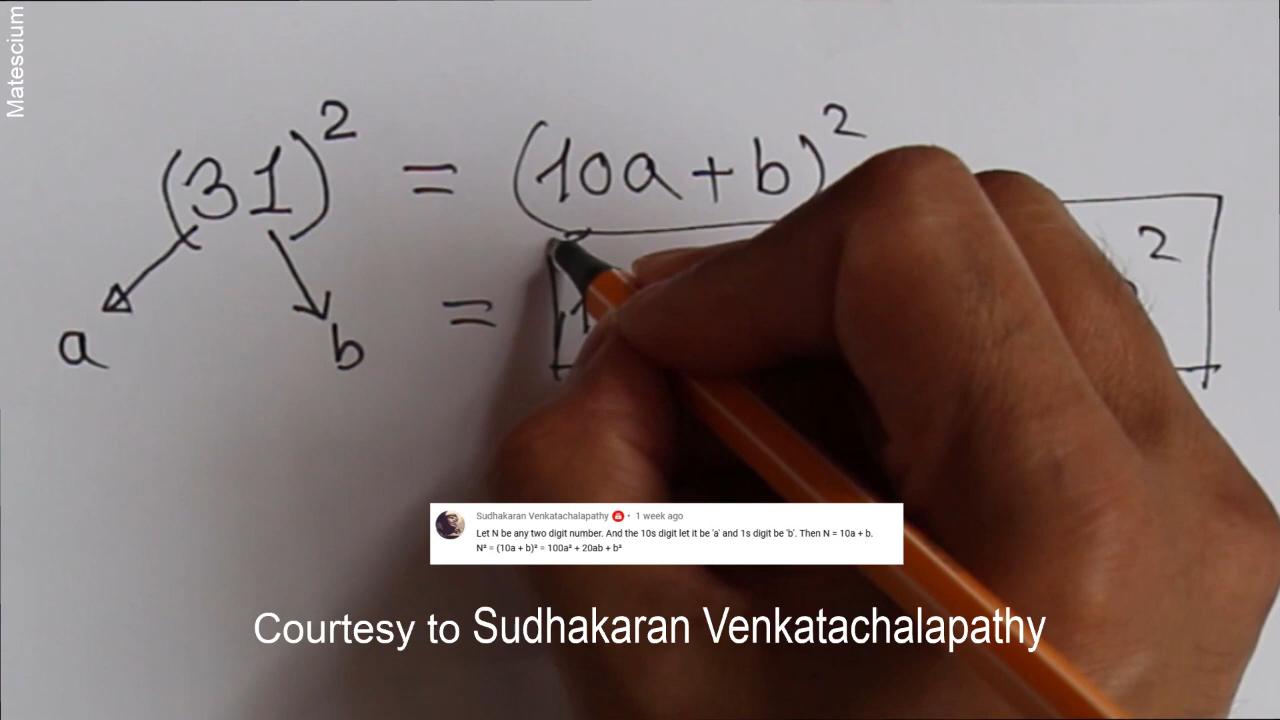 Matescium
(31)² = (10a + b)²
a b = 1 ²
Sudhakaran Venkatachalapathy • 1 week ago
Let N be any two digit number. And the 10s digit let it be 'a' and 1s digit be 'b'. Then N = 10a + b.
N² = (10a + b)² = 100a² + 20ab + b²
Courtesy to Sudhakaran Venkatachalapathy